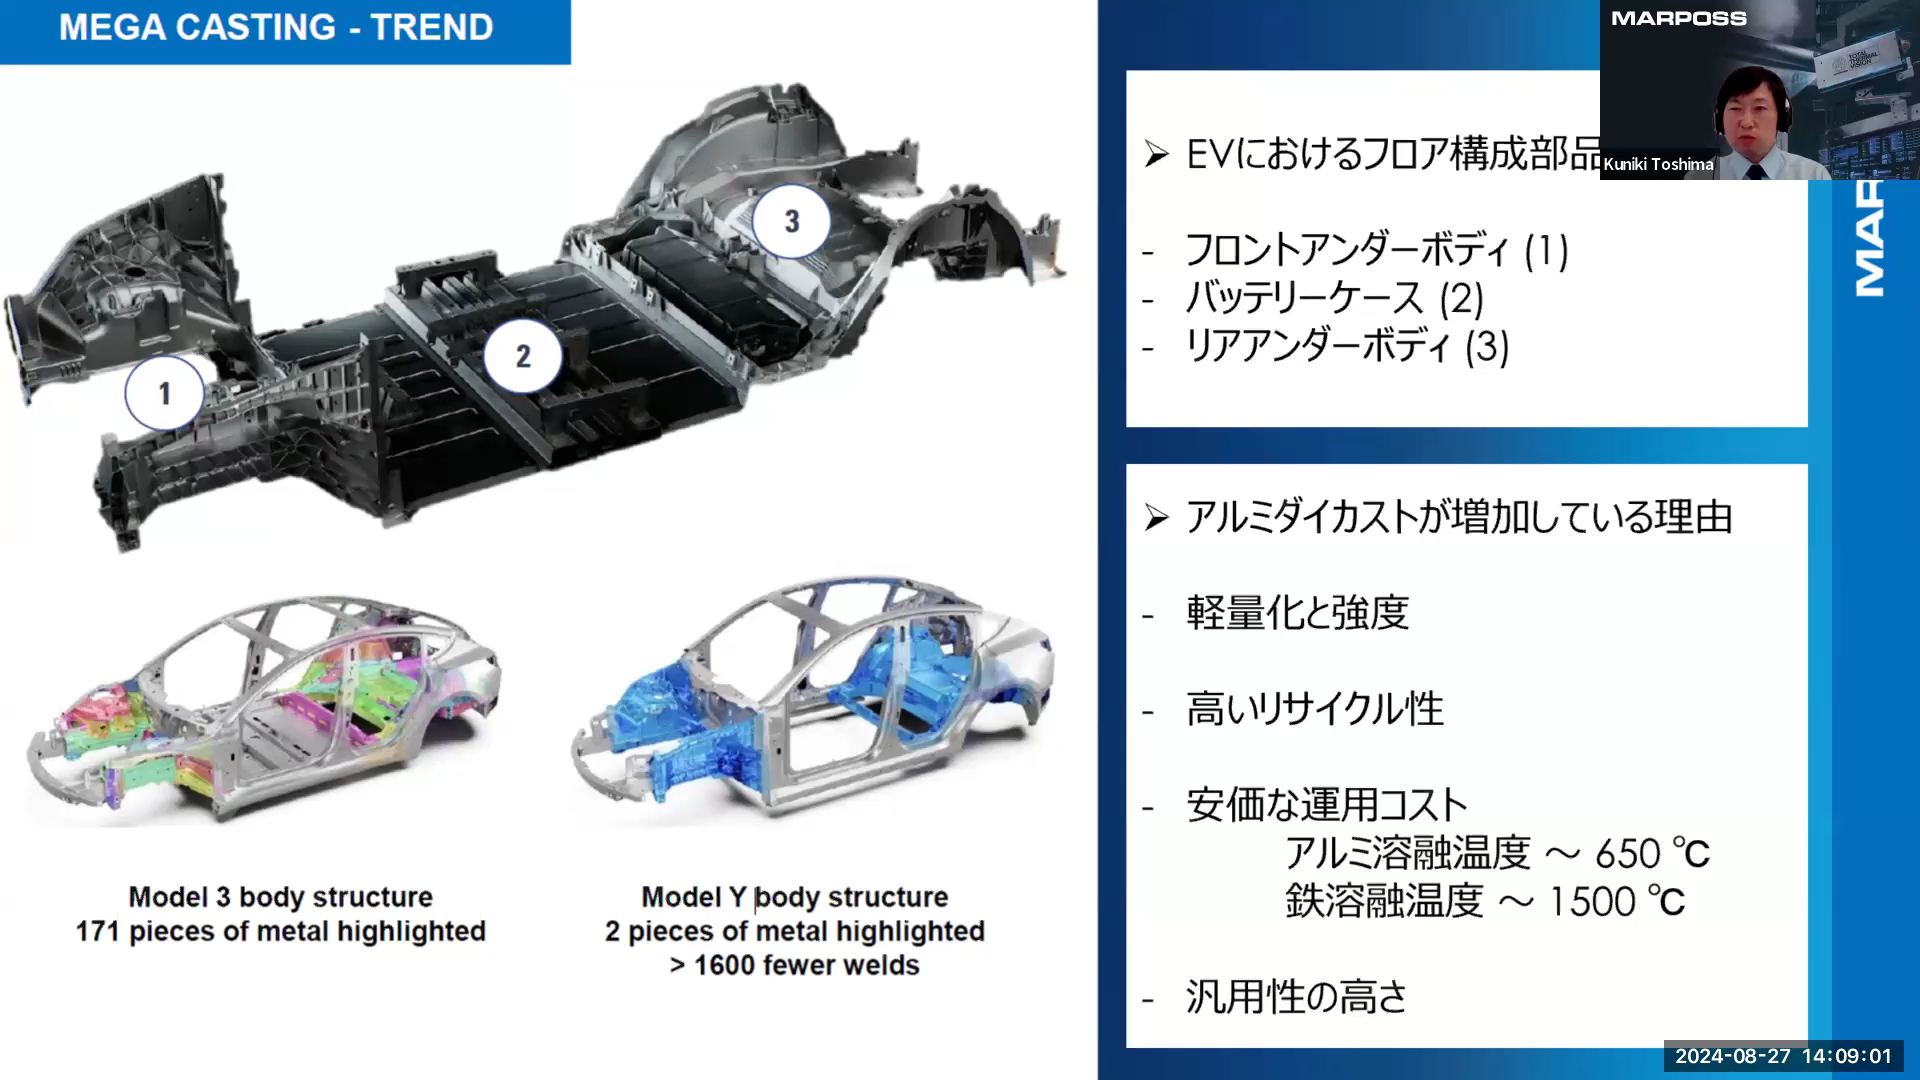 MEGA CASTING - TREND
1
2
3
Model 3 body structure
171 pieces of metal highlighted
Model Y body structure
2 pieces of metal highlighted
> 1600 fewer welds
➢ EVにおけるフロア構成部品
- フロントアンダーボディ (1)
- バッテリーケース (2)
- リアアンダーボディ (3)
➢ アルミダイカストが増加している理由
- 軽量化と強度
- 高いリサイクル性
- 安価な運用コスト
アルミ溶融温度 ～ 650 ℃
鉄溶融温度 ～ 1500 ℃
- 汎用性の高さ
MARPOSS
TOTAL THERMAL VISION
Kuniki Toshima
MAR
2024-08-27 14:09:01